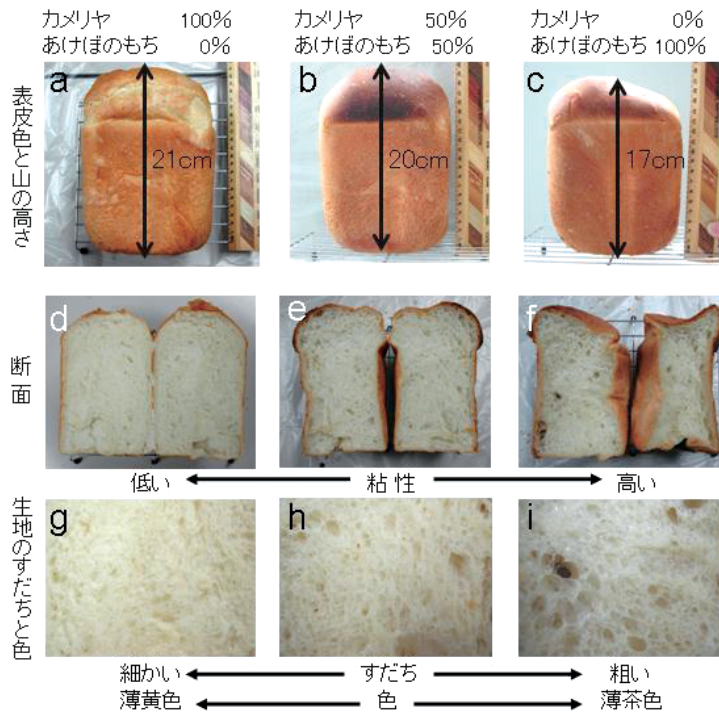 カメリヤ 100% カメリヤ 50% カメリヤ 0%
あけぼのもち 0% あけぼのもち 50% あけぼのもち 100%
表皮色と山の高さ
a b c
21cm 20cm 17cm
断面
d e f
低い 粘性 高い
生地のすだちと色
g h i
細かい すだち 粗い
薄黄色 色 薄茶色